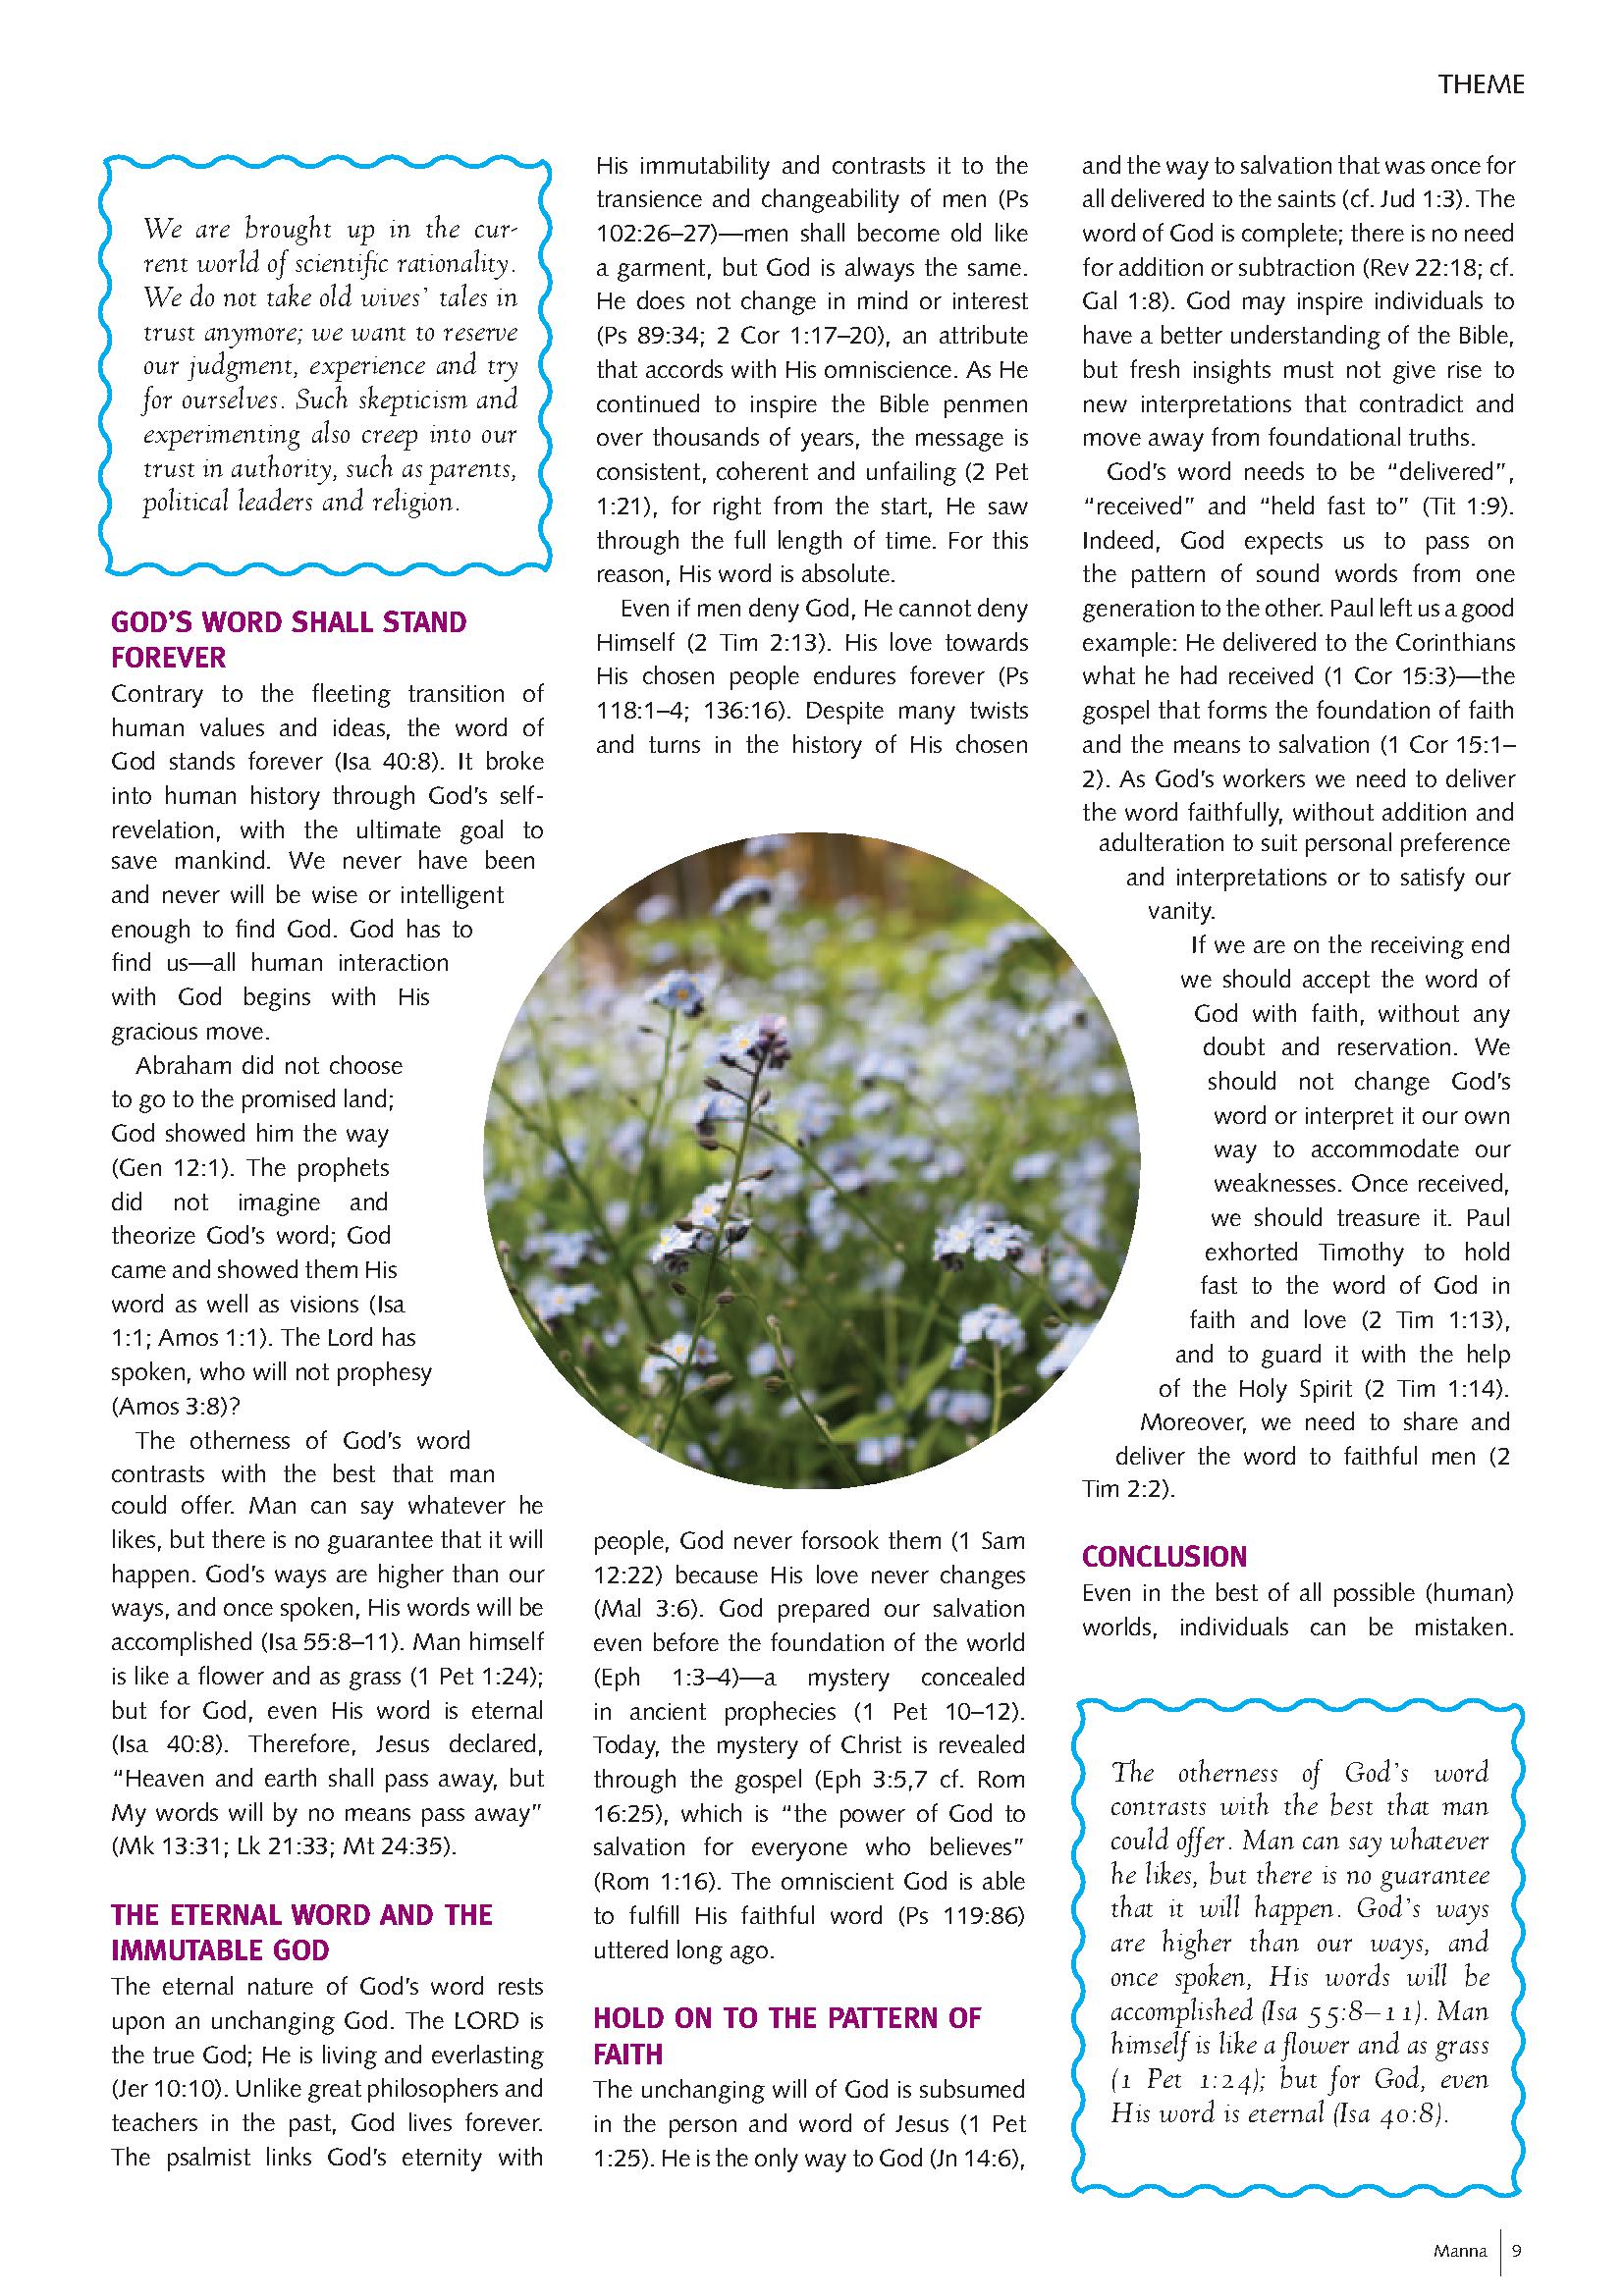 THEME
We are brought up in the cur-
rent world of scientific rationality.
We do not take old wives’ tales in
trust anymore; we want to reserve
our judgment, experience and try
for ourselves. Such skepticism and
experimenting also creep into our
trust in authority, such as parents,
political leaders and religion.
GOD’S WORD SHALL STAND
FOREVER
Contrary to the fleeting transition of
human values and ideas, the word of
God stands forever (Isa 40:8). It broke
into human history through God’s self-
revelation, with the ultimate goal to
save mankind. We never have been
and never will be wise or intelligent
enough to find God. God has to
find us—all human interaction
with God begins with His
gracious move.
Abraham did not choose
to go to the promised land;
God showed him the way
(Gen 12:1). The prophets
did not imagine and
theorize God’s word; God
came and showed them His
word as well as visions (Isa
1:1; Amos 1:1). The Lord has
spoken, who will not prophesy
(Amos 3:8)?
The otherness of God’s word
contrasts with the best that man
could offer. Man can say whatever he
likes, but there is no guarantee that it will
happen. God’s ways are higher than our
ways, and once spoken, His words will be
accomplished (Isa 55:8–11). Man himself
is like a flower and as grass (1 Pet 1:24);
but for God, even His word is eternal
(Isa 40:8). Therefore, Jesus declared,
“Heaven and earth shall pass away, but
My words will by no means pass away”
(Mk 13:31; Lk 21:33; Mt 24:35).
THE ETERNAL WORD AND THE
IMMUTABLE GOD
The eternal nature of God’s word rests
upon an unchanging God. The LORD is
the true God; He is living and everlasting
(Jer 10:10). Unlike great philosophers and
teachers in the past, God lives forever.
The psalmist links God’s eternity with
His immutability and contrasts it to the
transience and changeability of men (Ps
102:26–27)—men shall become old like
a garment, but God is always the same.
He does not change in mind or interest
(Ps 89:34; 2 Cor 1:17–20), an attribute
that accords with His omniscience. As He
continued to inspire the Bible penmen
over thousands of years, the message is
consistent, coherent and unfailing (2 Pet
1:21), for right from the start, He saw
through the full length of time. For this
reason, His word is absolute.
Even if men deny God, He cannot deny
Himself (2 Tim 2:13). His love towards
His chosen people endures forever (Ps
118:1–4; 136:16). Despite many twists
and turns in the history of His chosen
people, God never forsook them (1 Sam
12:22) because His love never changes
(Mal 3:6). God prepared our salvation
even before the foundation of the world
(Eph 1:3–4)—a mystery concealed
in ancient prophecies (1 Pet 10–12).
Today, the mystery of Christ is revealed
through the gospel (Eph 3:5,7 cf. Rom
16:25), which is “the power of God to
salvation for everyone who believes”
(Rom 1:16). The omniscient God is able
to fulfill His faithful word (Ps 119:86)
uttered long ago.
HOLD ON TO THE PATTERN OF
FAITH
The unchanging will of God is subsumed
in the person and word of Jesus (1 Pet
1:25). He is the only way to God (Jn 14:6),
and the way to salvation that was once for
all delivered to the saints (cf. Jud 1:3). The
word of God is complete; there is no need
for addition or subtraction (Rev 22:18; cf.
Gal 1:8). God may inspire individuals to
have a better understanding of the Bible,
but fresh insights must not give rise to
new interpretations that contradict and
move away from foundational truths.
God’s word needs to be “delivered”,
“received” and “held fast to” (Tit 1:9).
Indeed, God expects us to pass on
the pattern of sound words from one
generation to the other. Paul left us a good
example: He delivered to the Corinthians
what he had received (1 Cor 15:3)—the
gospel that forms the foundation of faith
and the means to salvation (1 Cor 15:1–
2). As God’s workers we need to deliver
the word faithfully, without addition and
adulteration to suit personal preference
and interpretations or to satisfy our
vanity.
If we are on the receiving end
we should accept the word of
God with faith, without any
doubt and reservation. We
should not change God’s
word or interpret it our own
way to accommodate our
weaknesses. Once received,
we should treasure it. Paul
exhorted Timothy to hold
fast to the word of God in
faith and love (2 Tim 1:13),
and to guard it with the help
of the Holy Spirit (2 Tim 1:14).
Moreover, we need to share and
deliver the word to faithful men (2
Tim 2:2).
CONCLUSION
Even in the best of all possible (human)
worlds, individuals can be mistaken.
The otherness of God’s word
contrasts with the best that man
could offer. Man can say whatever
he likes, but there is no guarantee
that it will happen. God’s ways
are higher than our ways, and
once spoken, His words will be
accomplished (Isa 55:8–11). Man
himself is like a flower and as grass
(1 Pet 1:24); but for God, even
His word is eternal (Isa 40:8).
Manna 9